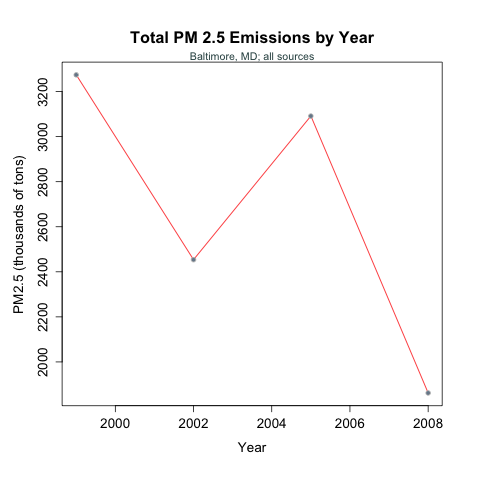 Total PM 2.5 Emissions by Year
Baltimore, MD; all sources
PM2.5 (thousands of tons)
3200
3000
2800
2600
2400
2200
2000
2000 2002 2004 2006 2008
Year